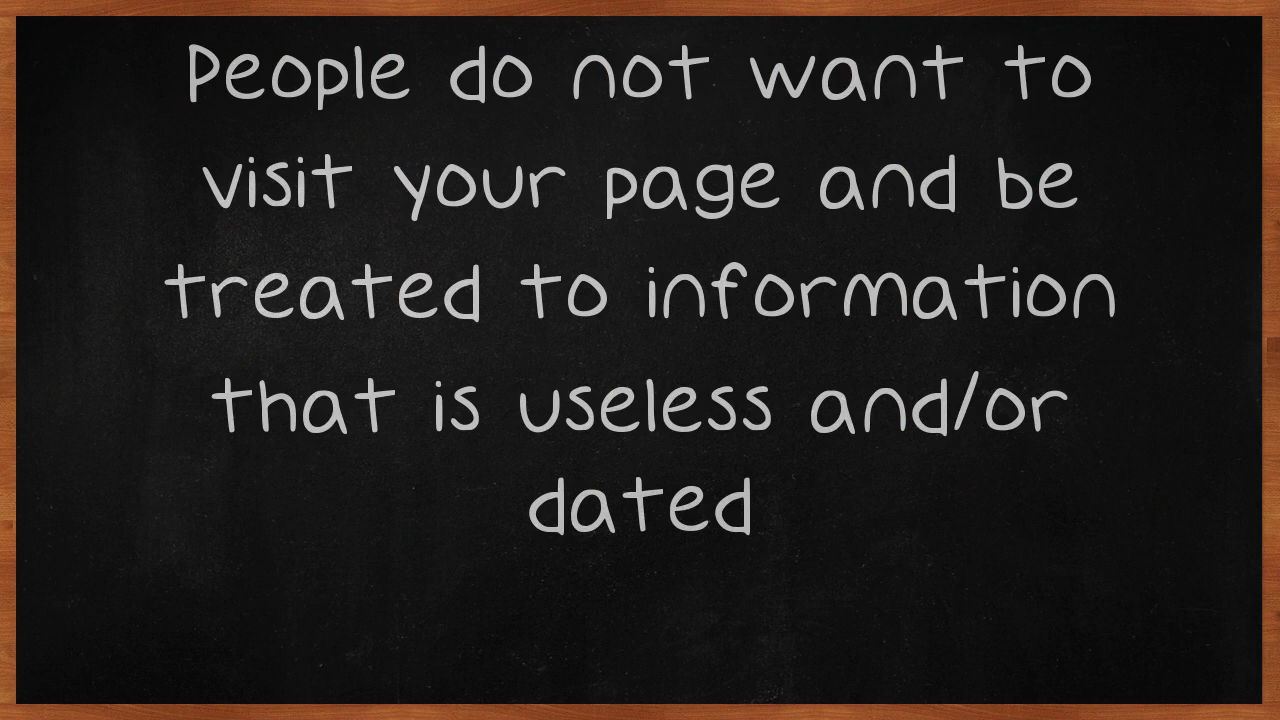 People do not want to
visit your page and be
treated to information
that is useless and/or
dated